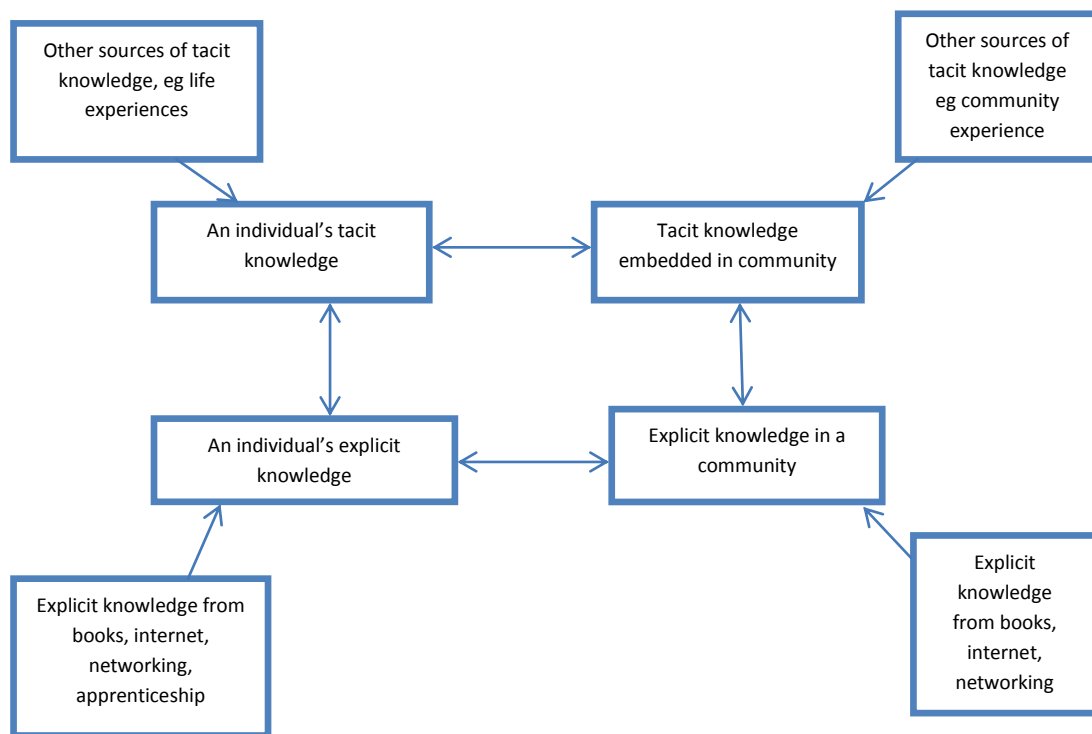 Other sources of tacit
knowledge, eg life
experiences
Other sources of
tacit knowledge
eg community
experience
An individual’s tacit
knowledge
Tacit knowledge
embedded in community
An individual’s explicit
knowledge
Explicit knowledge in a
community
Explicit knowledge from
books, internet,
networking,
apprenticeship
Explicit
knowledge
from books,
internet,
networking